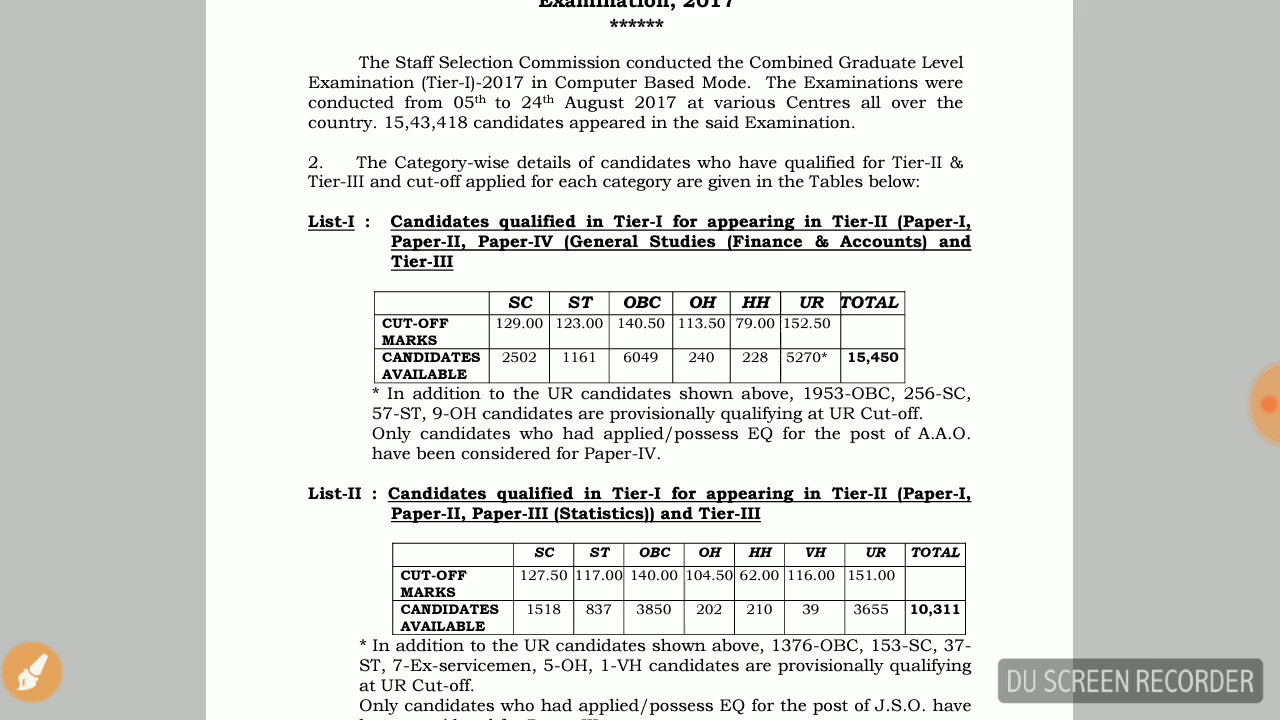 Examination, 2017
******
The Staff Selection Commission conducted the Combined Graduate Level
Examination (Tier-I)-2017 in Computer Based Mode. The Examinations were
conducted from 05th to 24th August 2017 at various Centres all over the
country. 15,43,418 candidates appeared in the said Examination.
2. The Category-wise details of candidates who have qualified for Tier-II &
Tier-III and cut-off applied for each category are given in the Tables below:
List-I : Candidates qualified in Tier-I for appearing in Tier-II (Paper-I,
Paper-II, Paper-IV (General Studies (Finance & Accounts) and
Tier-III
SC ST OBC OH HH UR TOTAL
CUT-OFF 129.00 123.00 140.50 113.50 79.00 152.50
MARKS
CANDIDATES 2502 1161 6049 240 228 5270* 15,450
AVAILABLE
* In addition to the UR candidates shown above, 1953-OBC, 256-SC,
57-ST, 9-OH candidates are provisionally qualifying at UR Cut-off.
Only candidates who had applied/possess EQ for the post of A.A.O.
have been considered for Paper-IV.
List-II : Candidates qualified in Tier-I for appearing in Tier-II (Paper-I,
Paper-II, Paper-III (Statistics)) and Tier-III
SC ST OBC OH HH VH UR TOTAL
CUT-OFF 127.50 117.00 140.00 104.50 62.00 116.00 151.00
MARKS
CANDIDATES 1518 837 3850 202 210 39 3655 10,311
AVAILABLE
* In addition to the UR candidates shown above, 1376-OBC, 153-SC, 37-
ST, 7-Ex-servicemen, 5-OH, 1-VH candidates are provisionally qualifying
at UR Cut-off.
Only candidates who had applied/possess EQ for the post of J.S.O. have
DU SCREEN RECORDER